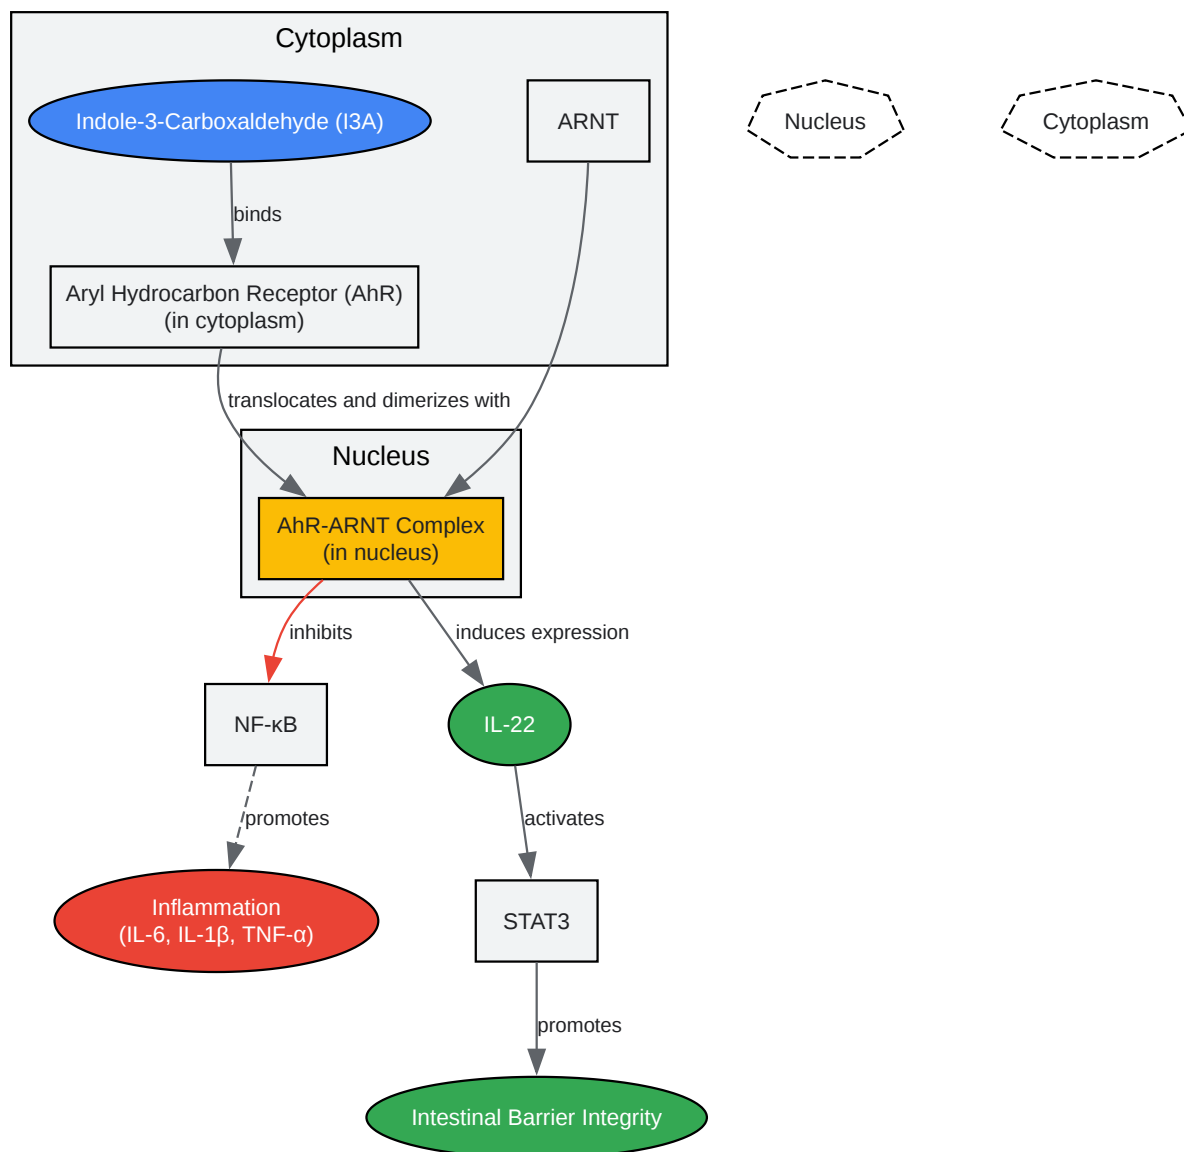 Cytoplasm
Indole-3-Carboxaldehyde (I3A)
ARNT
Nucleus
Cytoplasm
binds
Aryl Hydrocarbon Receptor (AhR)
(in cytoplasm)
translocates and dimerizes with
Nucleus
AhR-ARNT Complex
(in nucleus)
inhibits
induces expression
NF-κB
IL-22
promotes
activates
Inflammation
(IL-6, IL-1β, TNF-α)
STAT3
promotes
Intestinal Barrier Integrity